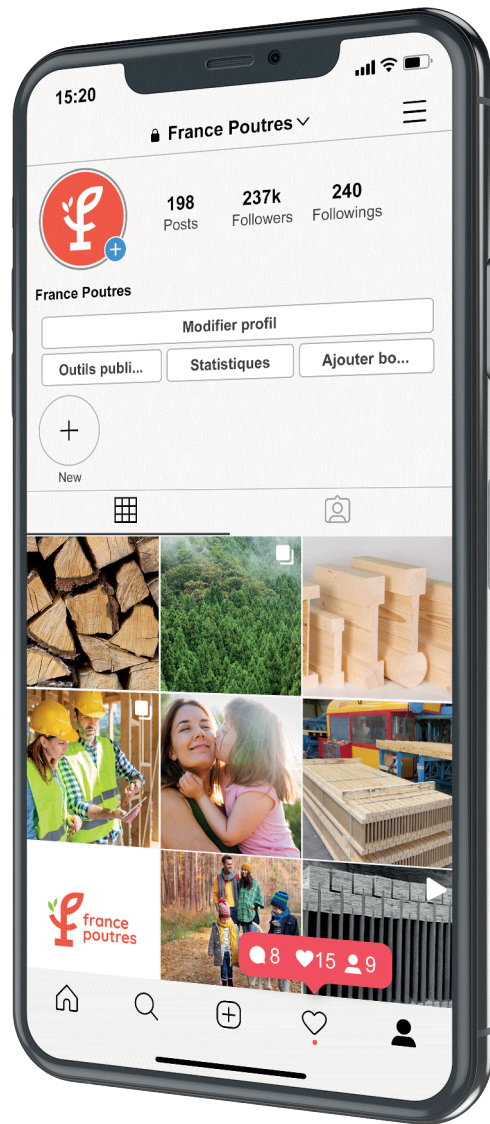 15:20
France Poutres
198 237k 240
Posts Followers Followings
France Poutres
Modifier profil
Outils publi... Statistiques Ajouter bo...
New
france
poutres
8 15 9